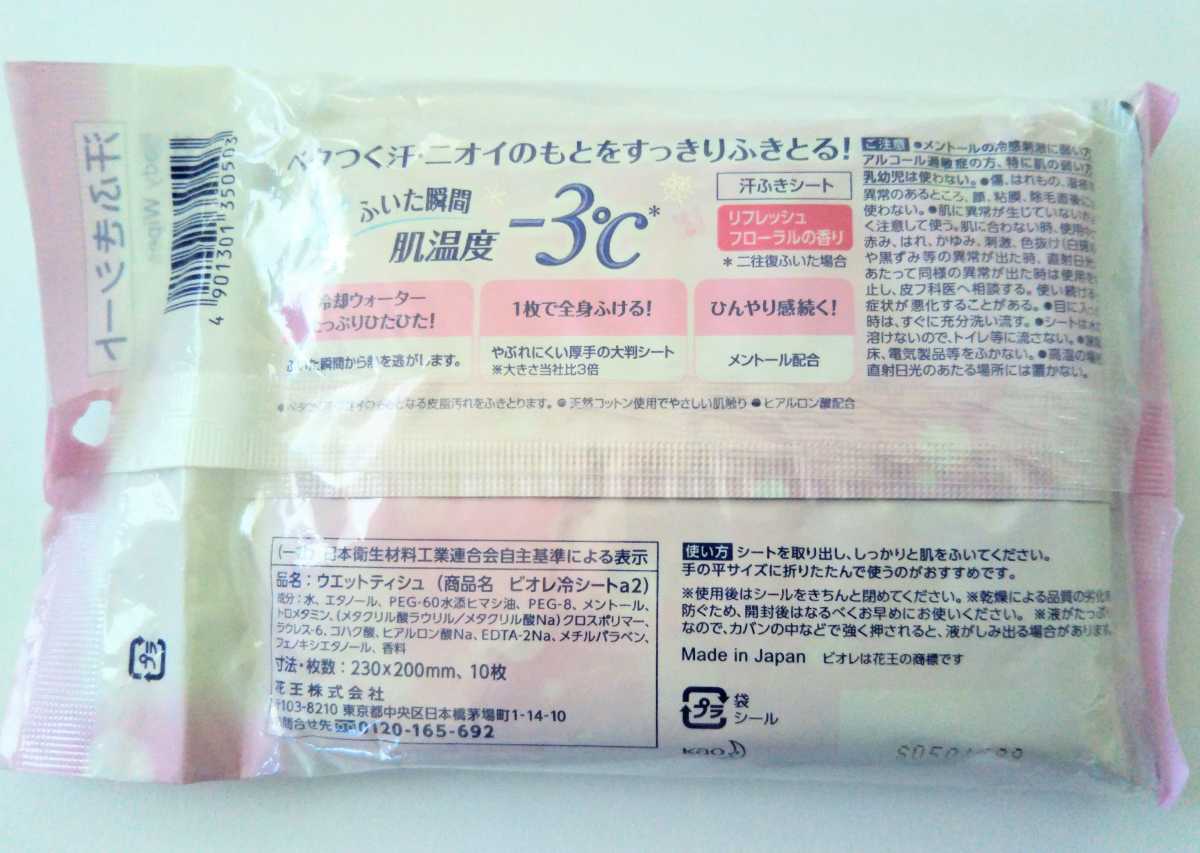 汗ふきシート
Body Wipe
4 901301 350503
ベタつく汗・ニオイのもとをすっきりふきとる!
ふいた瞬間
肌温度
-3℃*
汗ふきシート
リフレッシュ
フローラルの香り
*二往復ふいた場合
冷却ウォーター
たっぷりひたひた!
ふいた瞬間から熱を逃がします。
1枚で全身ふける!
やぶれにくい厚手の大判シート
※大きさ当社比3倍
ひんやり感続く!
メントール配合
●ベタつく汗・ニオイのもととなる皮脂汚れをふきとります。●天然コットン使用でやさしい肌触り●ヒアルロン酸配合
ご注意 ●メントールの冷感刺激に弱い方、
アルコール過敏症の方、特に肌の弱い方、
乳幼児は使わない。●傷、はれもの、湿疹等
異常のあるところ、顔、粘膜、除毛直後には
使わない。●肌に異常が生じていないかよ
く注意して使う。肌に合わない時、使用中に
赤み、はれ、かゆみ、刺激、色抜け(白斑等)
や黒ずみ等の異常が出た時、直射日光が
あたって同様の異常が出た時は使用を中
止し、皮フ科医へ相談する。使い続けると
症状が悪化することがある。●目に入った
時は、すぐに充分洗い流す。●シートは水に
溶けないので、トイレ等に流さない。
床、電気製品等をふかない。●高温の場所、
直射日光のあたる場所には置かない。
(一社)日本衛生材料工業連合会自主基準による表示
品名:ウエットティシュ(商品名 ビオレ冷シートa2)
成分:水、エタノール、PEG-60水添ヒマシ油、PEG-8、メントール、
トロメタミン、(メタクリル酸ラウリル/メタクリル酸Na)クロスポリマー、
ラウレス-6、コハク酸、ヒアルロン酸Na、EDTA-2Na、メチルパラベン、
フェノキシエタノール、香料
寸法・枚数:230×200mm、10枚
花王株式会社
〒103-8210 東京都中央区日本橋茅場町1-14-10
お問合せ先 0120-165-692
使い方 シートを取り出し、しっかりと肌をふいてください。
手の平サイズに折りたたんで使うのがおすすめです。
※使用後はシールをきちんと閉めてください。※乾燥による品質の劣化を
防ぐため、開封後はなるべくお早めにお使いください。※液がたっぷり
なので、カバンの中などで強く押されると、液がしみ出る場合があります。
Made in Japan ビオレは花王の商標です
プラ
プラ
袋
シール
Kao